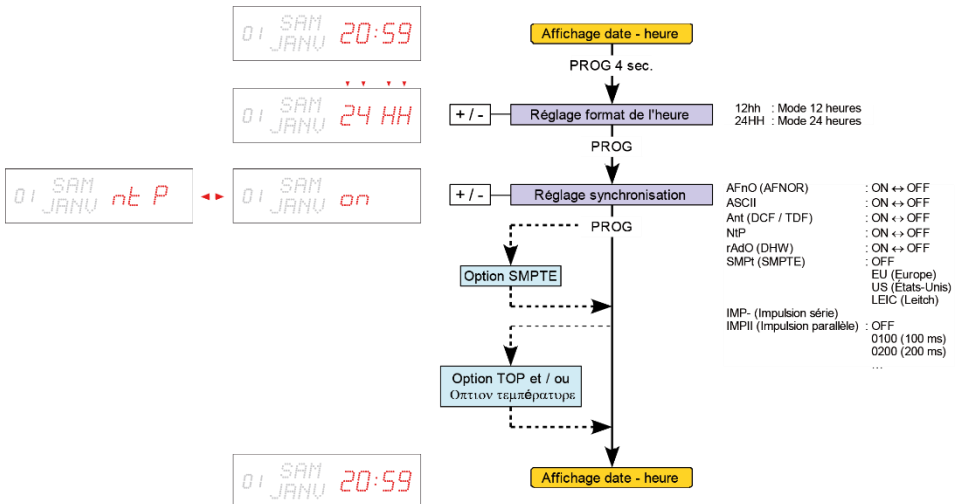 01 SAM JANV 20:59
Affichage date - heure
PROG 4 sec.
01 SAM JANV 24 HH
+ / -
Réglage format de l'heure
12hh : Mode 12 heures
24HH : Mode 24 heures
PROG
01 SAM JANV nt P
01 SAM JANV on
+ / -
Réglage synchronisation
PROG
AFnO (AFNOR) : ON ↔ OFF
ASCII : ON ↔ OFF
Ant (DCF / TDF) : ON ↔ OFF
NtP : ON ↔ OFF
rAdO (DHW) : ON ↔ OFF
SMPt (SMPTE) : OFF
EU (Europe)
US (États-Unis)
LEIC (Leitch)
IMP- (Impulsion série)
IMPII (Impulsion parallèle) : OFF
0100 (100 ms)
0200 (200 ms)
...
Option SMPTE
Option TOP et / ou
Οπτιον τεμπéρατυρε
01 SAM JANV 20:59
Affichage date - heure